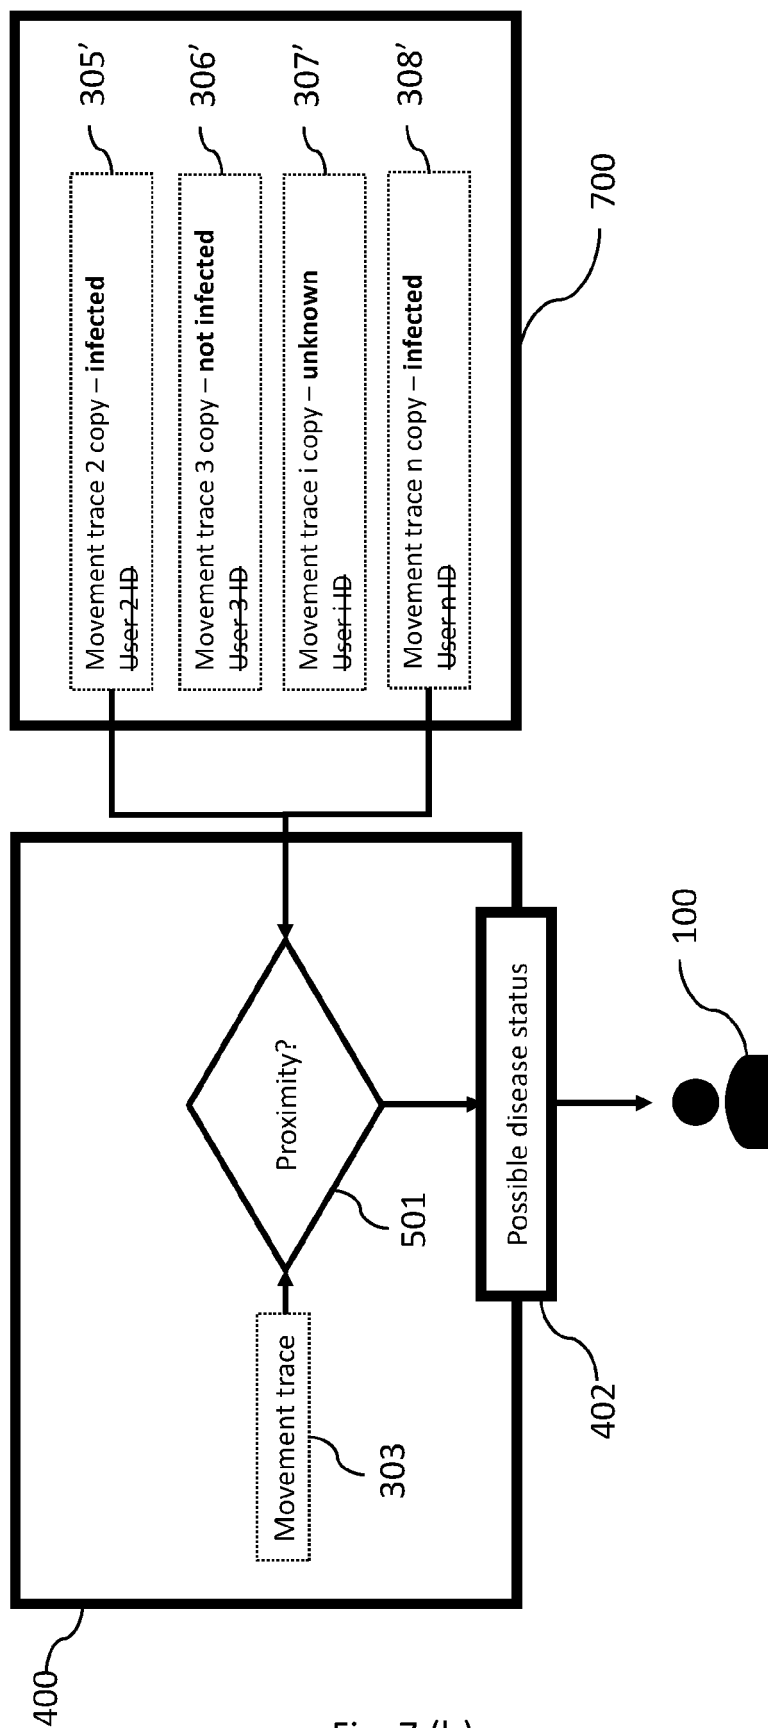 400
Movement trace
303
Proximity?
501
Possible disease status
402
100
Movement trace 2 copy – infected
User 2 ID
305’
Movement trace 3 copy – not infected
User 3 ID
306’
Movement trace i copy – unknown
User i ID
307’
Movement trace n copy – infected
User n ID
308’
700